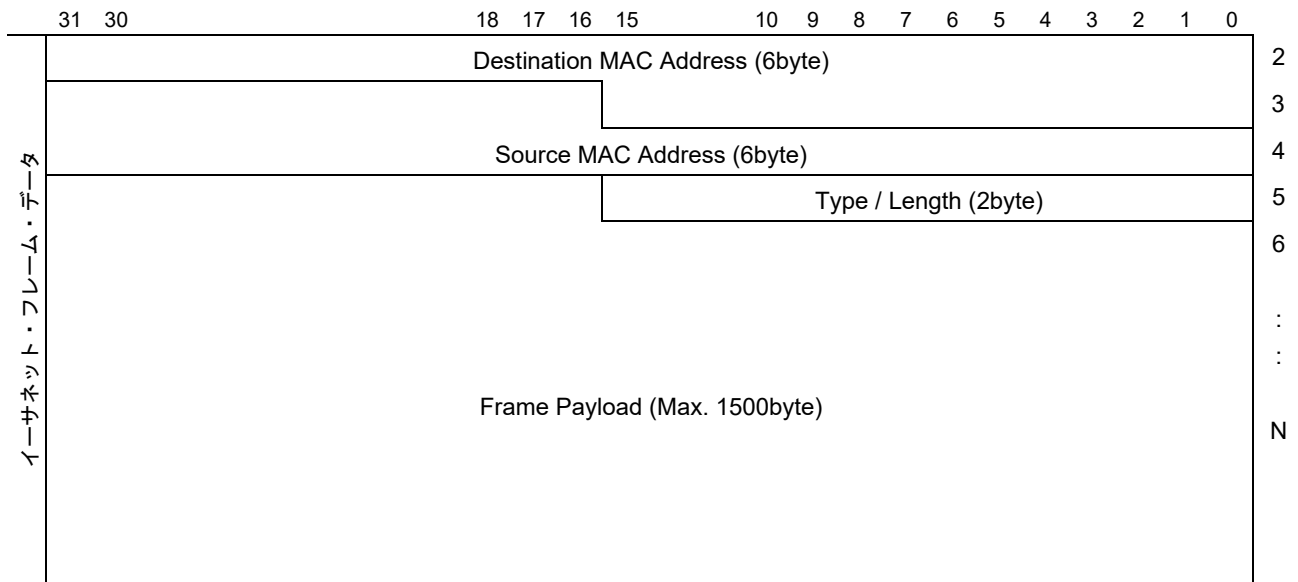 31 30 18 17 16 15 10 9 8 7 6 5 4 3 2 1 0
Destination MAC Address (6byte) 2
3
Source MAC Address (6byte) 4
Type / Length (2byte) 5
6
:
:
Frame Payload (Max. 1500byte)
N
イーサネット・フレーム・データ